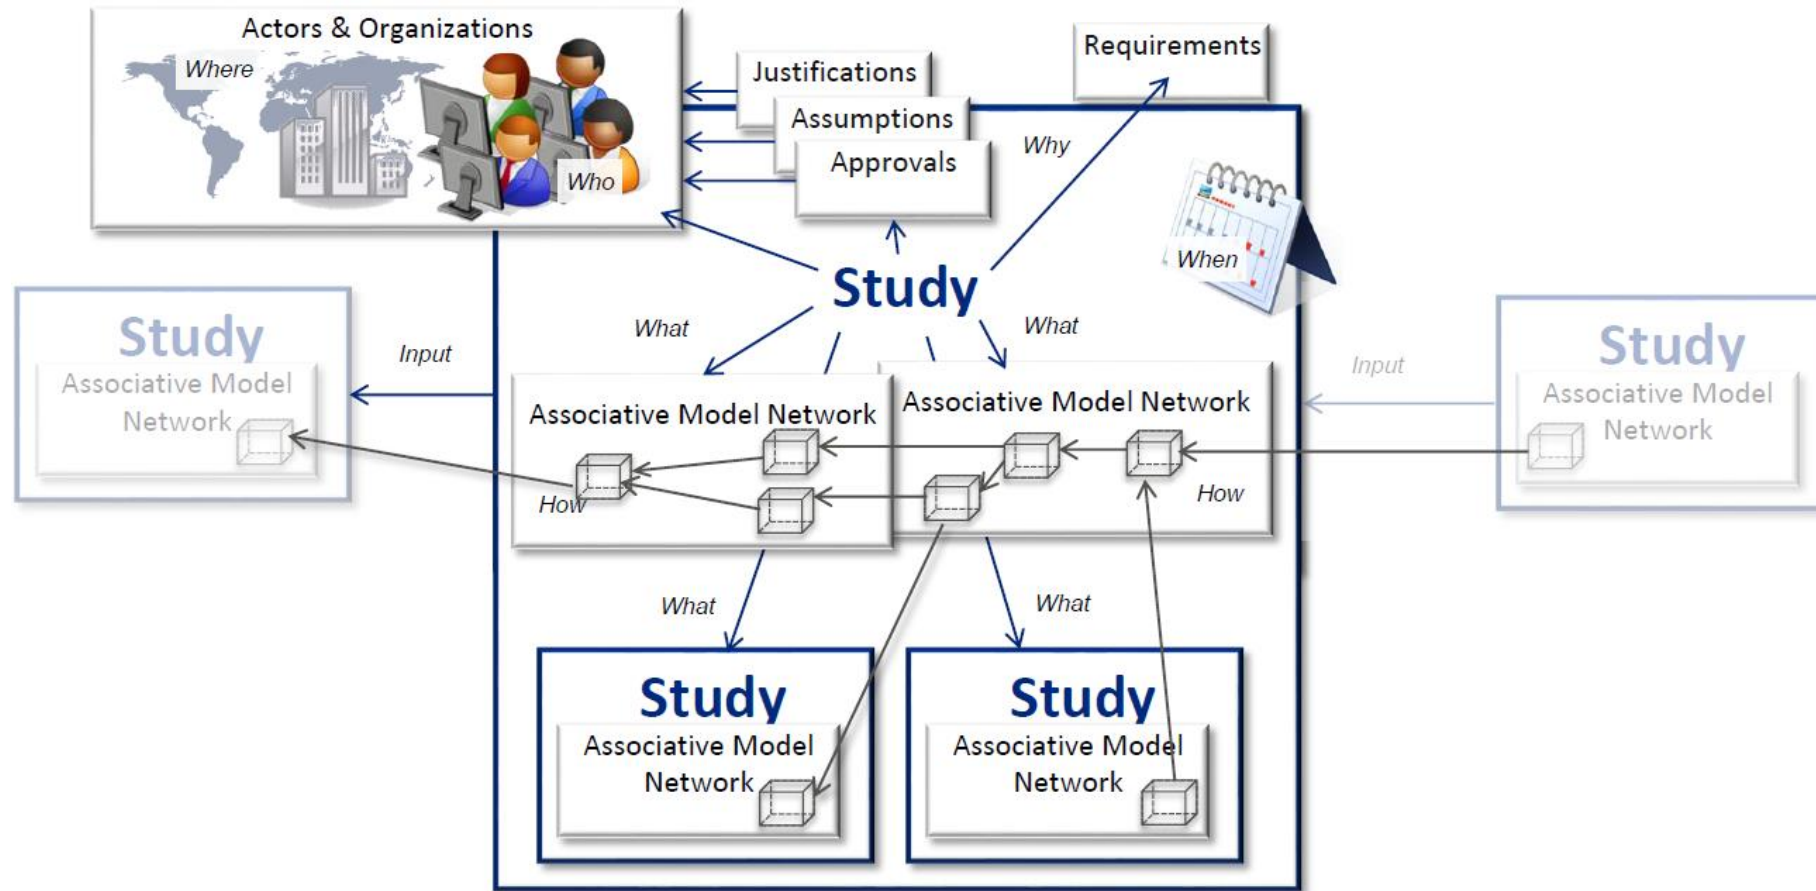 Actors & Organizations
Where
Who
Justifications
Assumptions
Approvals
Requirements
Why
When
Study
What
What
Study
Associative Model
Network
Input
Associative Model Network
How
Associative Model Network
How
Input
Study
Associative Model
Network
What
What
Study
Associative Model
Network
Study
Associative Model
Network